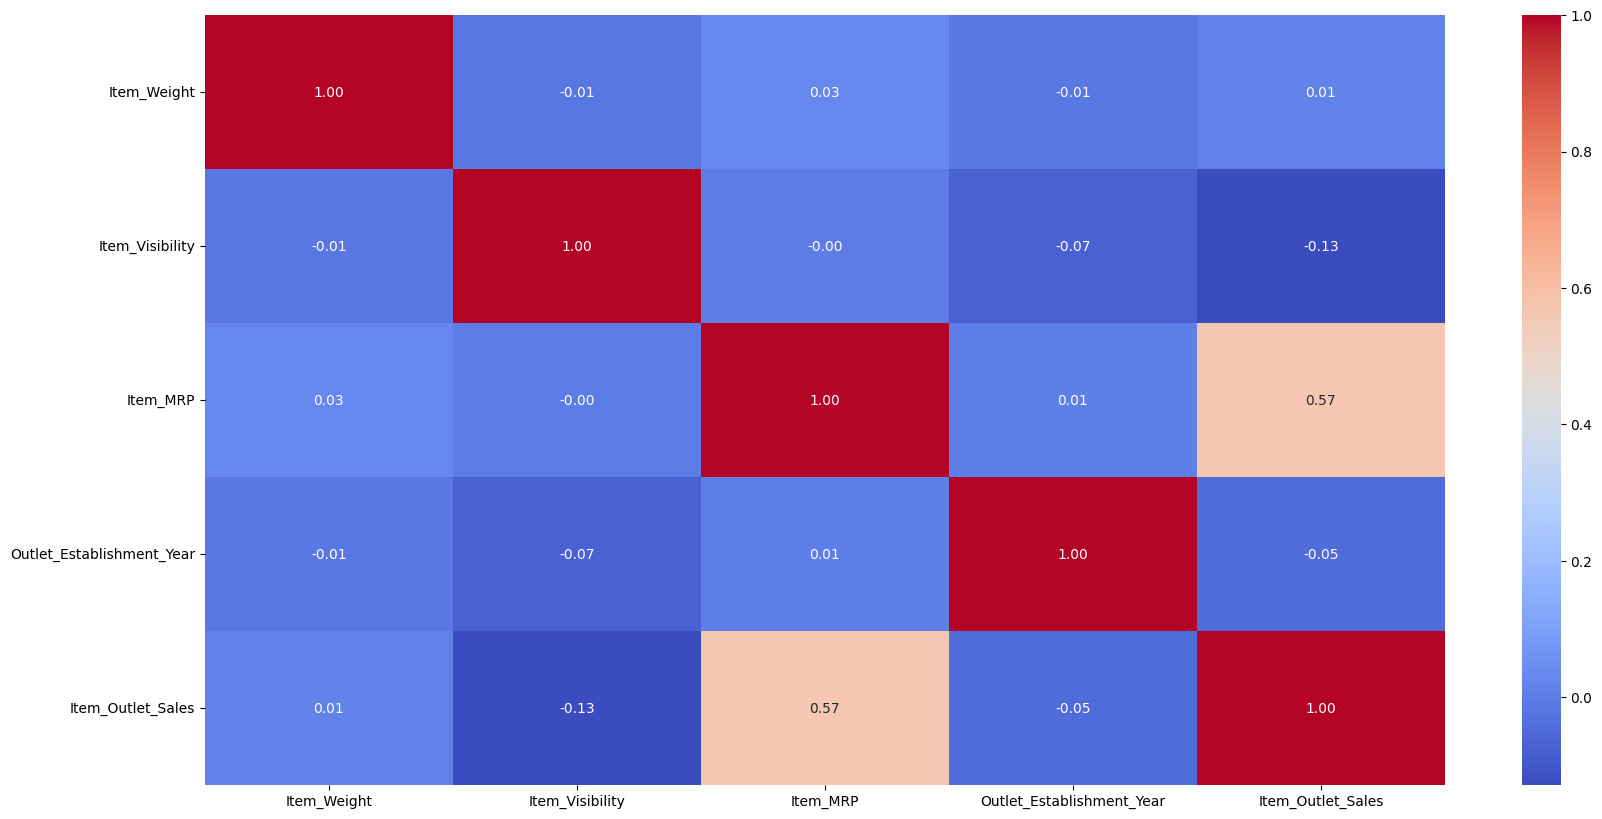 1.0
Item_Weight 1.00 -0.01 0.03 -0.01 0.01
0.8
Item_Visibility -0.01 1.00 -0.00 -0.07 -0.13
0.6
Item_MRP 0.03 -0.00 1.00 0.01 0.57
0.4
Outlet_Establishment_Year -0.01 -0.07 0.01 1.00 -0.05
0.2
Item_Outlet_Sales 0.01 -0.13 0.57 -0.05 1.00
0.0
Item_Weight Item_Visibility Item_MRP Outlet_Establishment_Year Item_Outlet_Sales